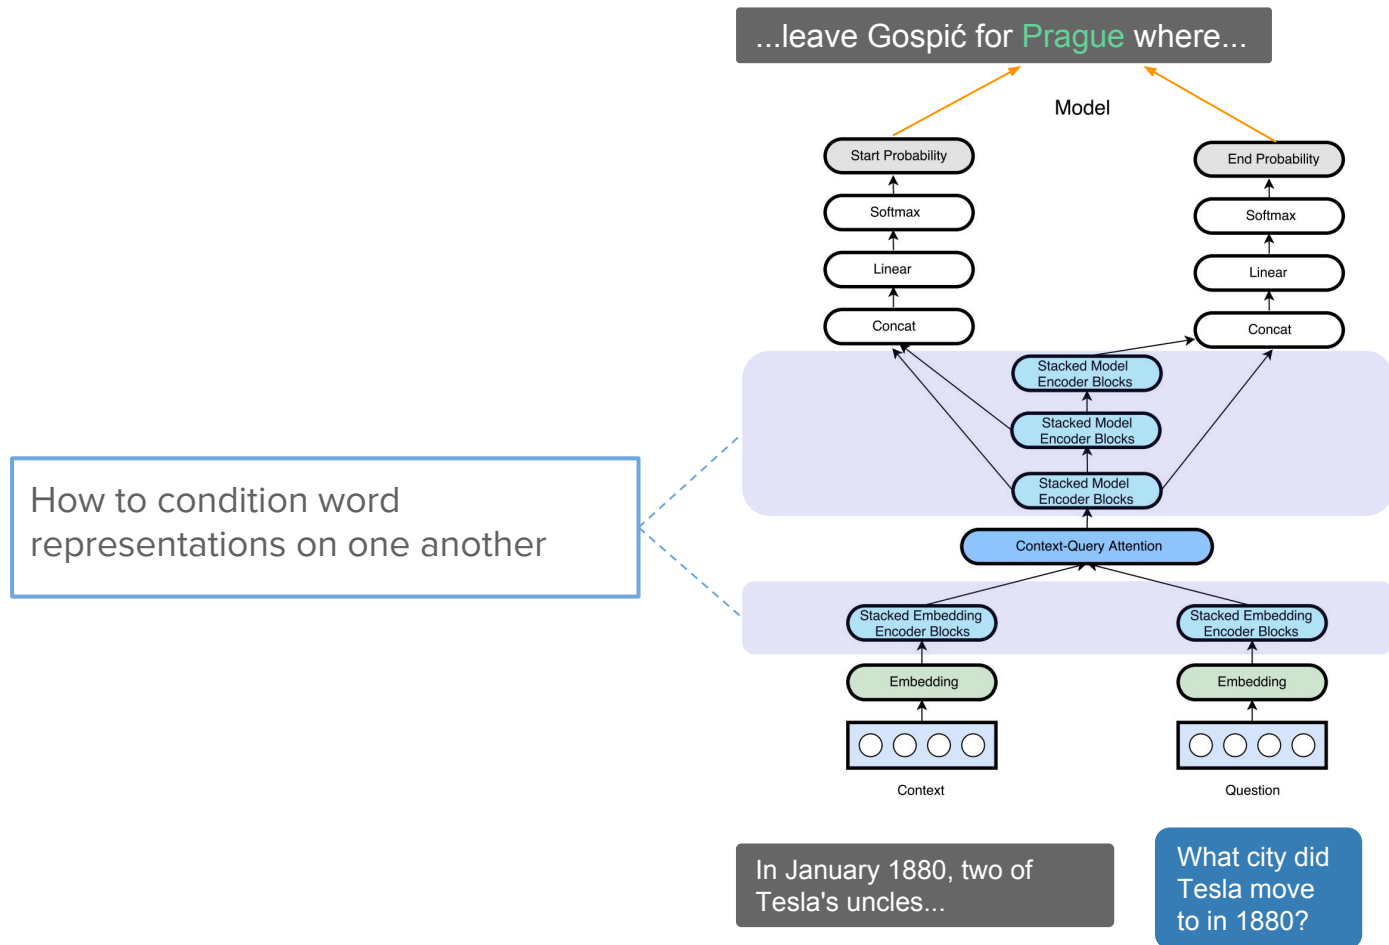 ...leave Gospić for Prague where...
Model
Start Probability
End Probability
Softmax
Softmax
Linear
Linear
Concat
Concat
Stacked Model
Encoder Blocks
Stacked Model
Encoder Blocks
Stacked Model
Encoder Blocks
How to condition word
representations on one another
Context-Query Attention
Stacked Embedding
Encoder Blocks
Stacked Embedding
Encoder Blocks
Embedding
Embedding
Context
Question
In January 1880, two of
Tesla's uncles...
What city did
Tesla move
to in 1880?